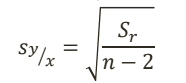 sy/x = √(Sr / (n − 2))